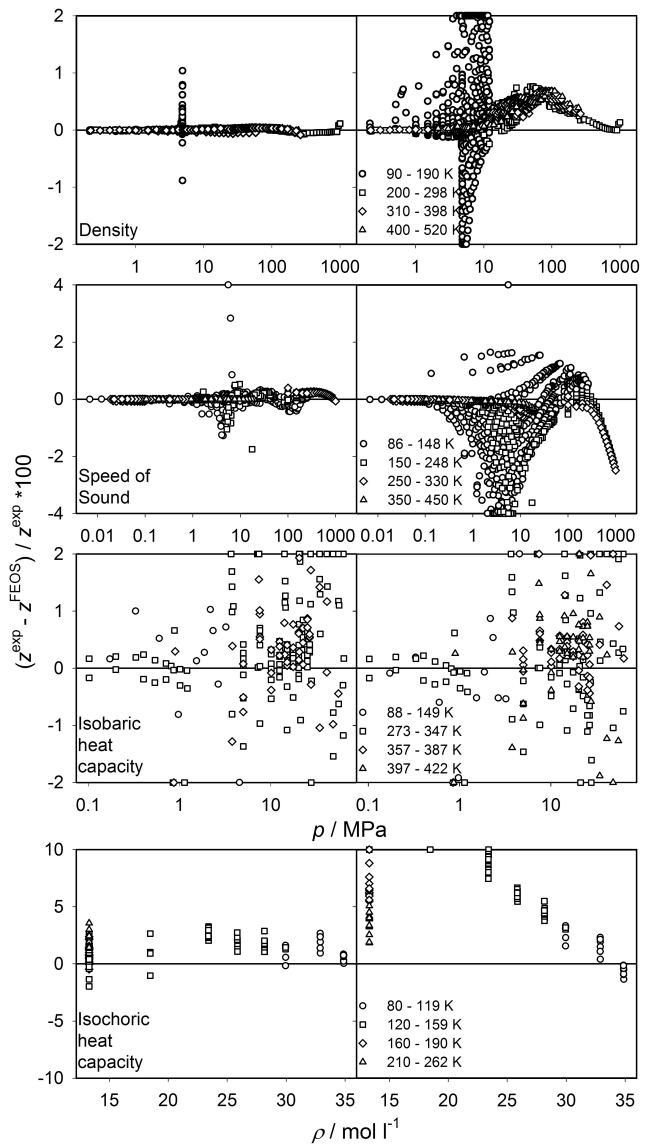 (z^exp - z^FEOS) / z^exp *100
2
1
0
-1
-2
Density
90 - 190 K
200 - 298 K
310 - 398 K
400 - 520 K
1 10 100 1000 1 10 100 1000
4
2
0
-2
-4
Speed of
Sound
86 - 148 K
150 - 248 K
250 - 330 K
350 - 450 K
0.01 0.1 1 10 100 1000 0.01 0.1 1 10 100 1000
2
1
0
-1
-2
Isobaric
heat
capacity
88 - 149 K
273 - 347 K
357 - 387 K
397 - 422 K
0.1 1 10 0.1 1 10
p / MPa
10
5
0
-5
-10
Isochoric
heat
capacity
80 - 119 K
120 - 159 K
160 - 190 K
210 - 262 K
15 20 25 30 35 15 20 25 30 35
ρ / mol l^-1